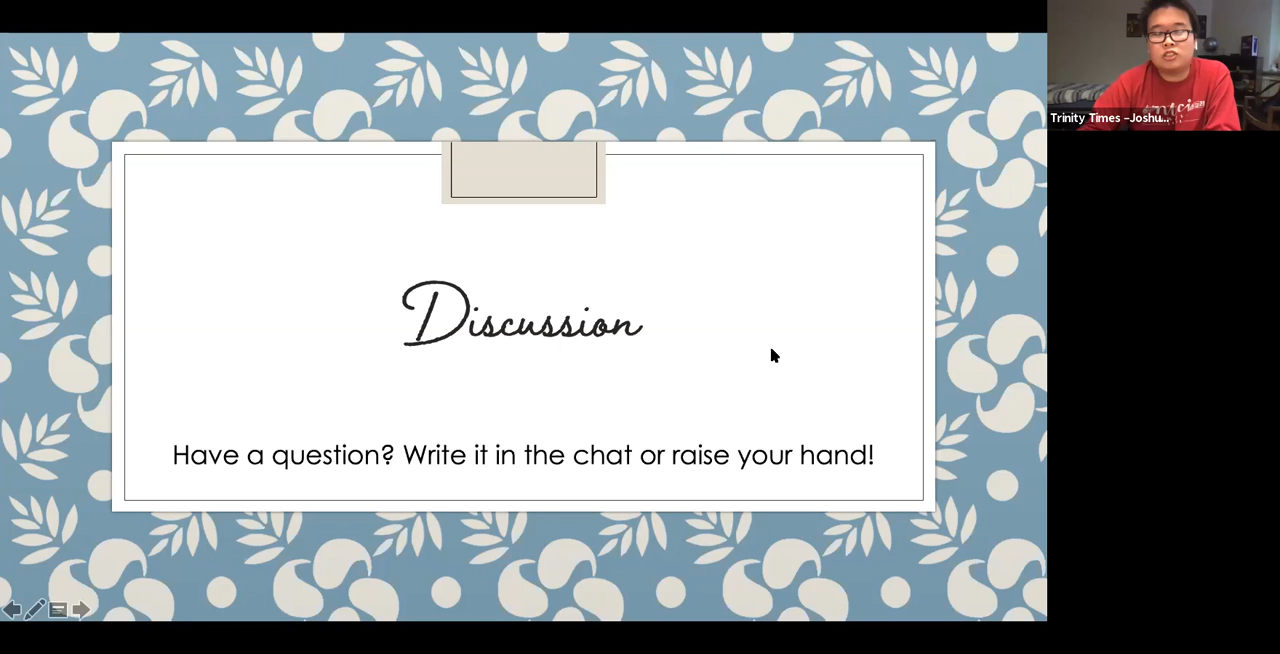 Discussion
Have a question? Write it in the chat or raise your hand!
Trinity Times –Joshu...